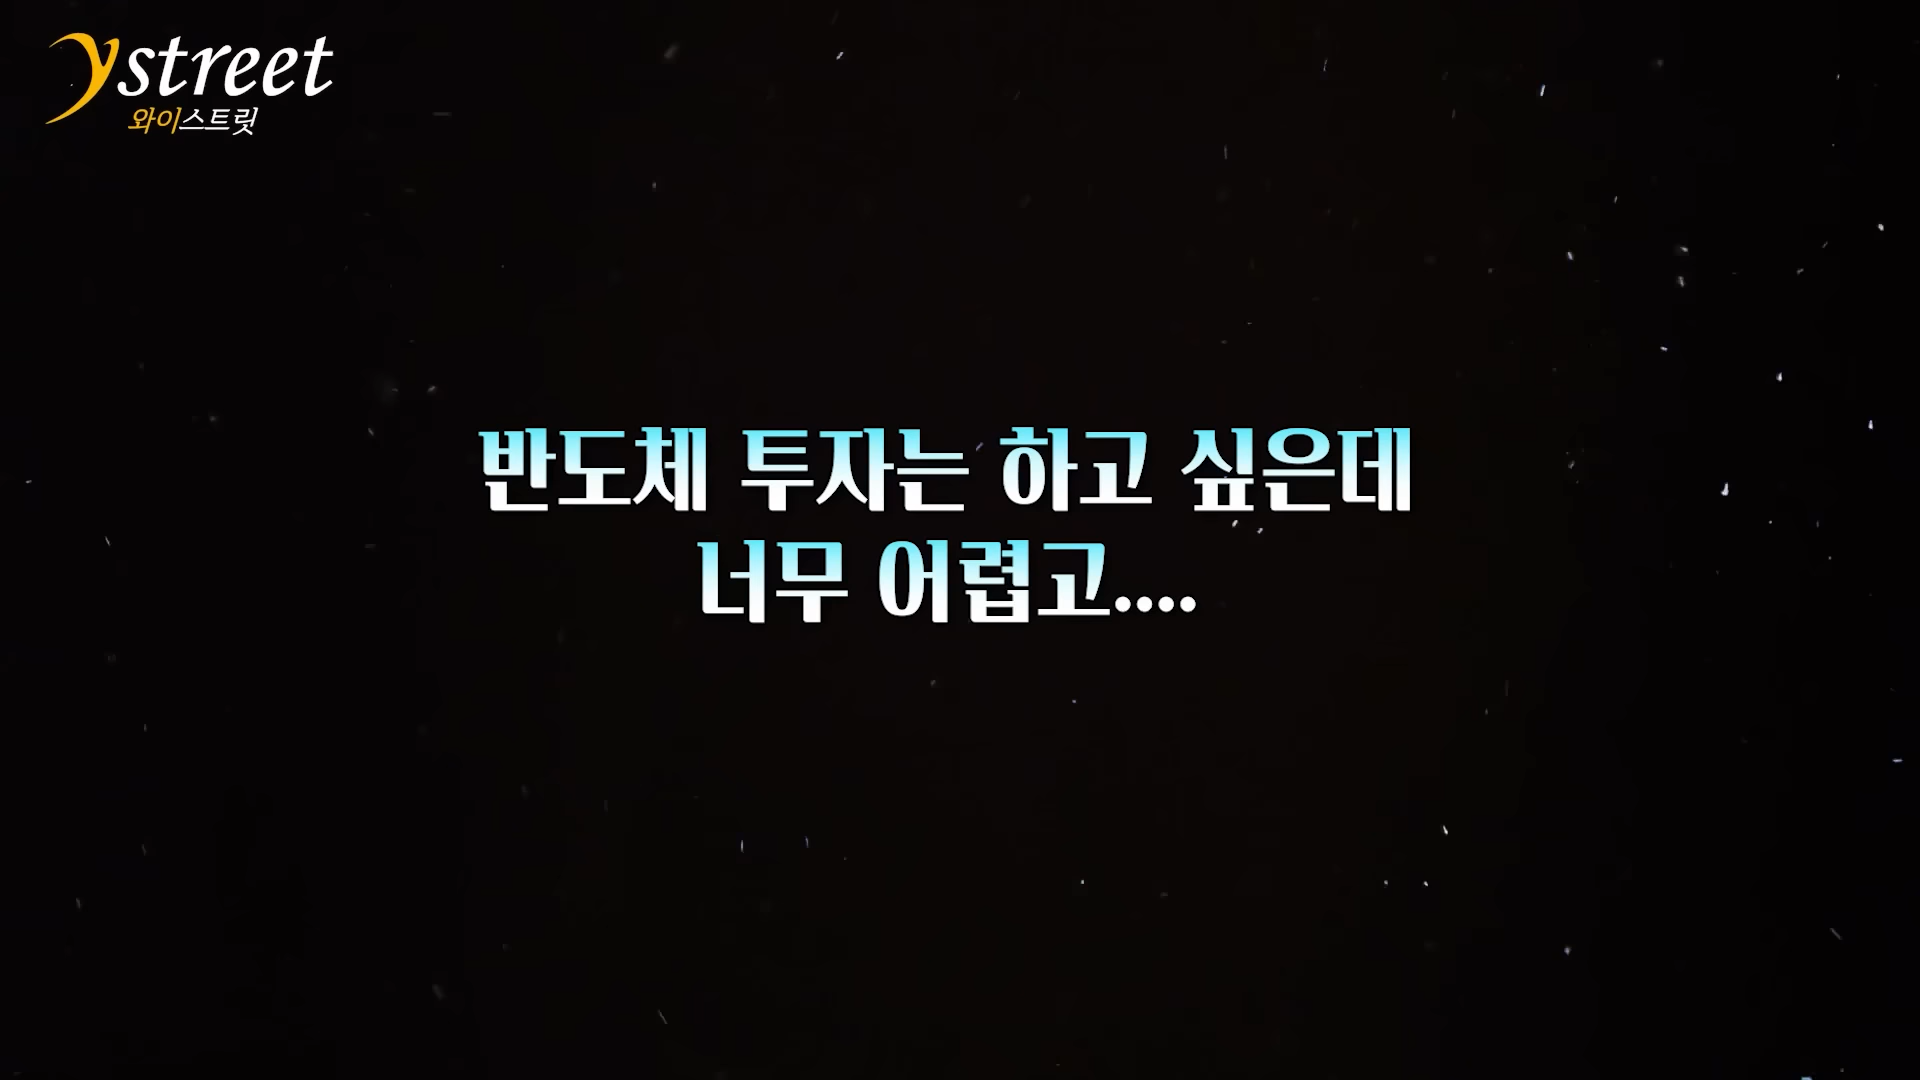 ystreet
와이스트릿
반도체 투자는 하고 싶은데
너무 어렵고....